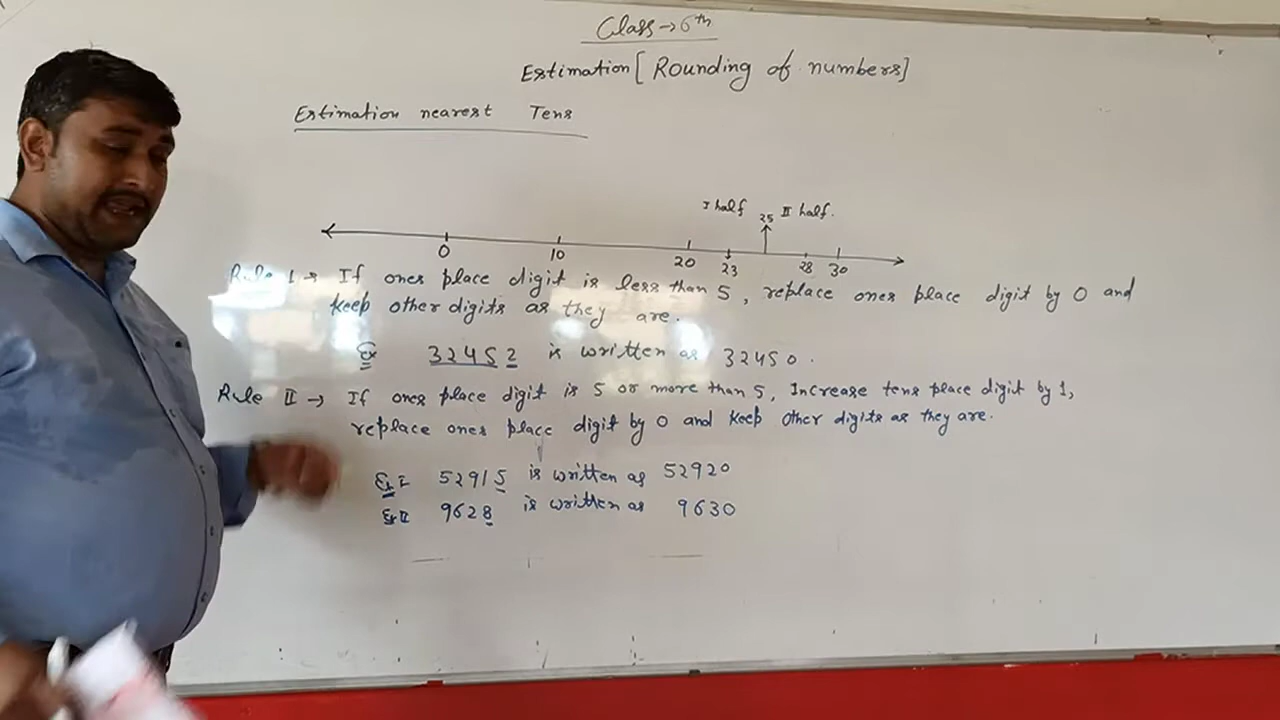 Class → 6th
Estimation [ Rounding of numbers ]
Estimation nearest Tens
I half 25 II half.
0 10 20 23 28 30
Rule 1 → If ones place digit is less than 5, replace ones place digit by 0 and
keep other digits as they are.
Ex 32452 is written as 32450.
Rule II → If ones place digit is 5 or more than 5, Increase tens place digit by 1,
replace ones place digit by 0 and keep other digits as they are.
Ex I 52915 is written as 52920
Ex II 9628 is written as 9630